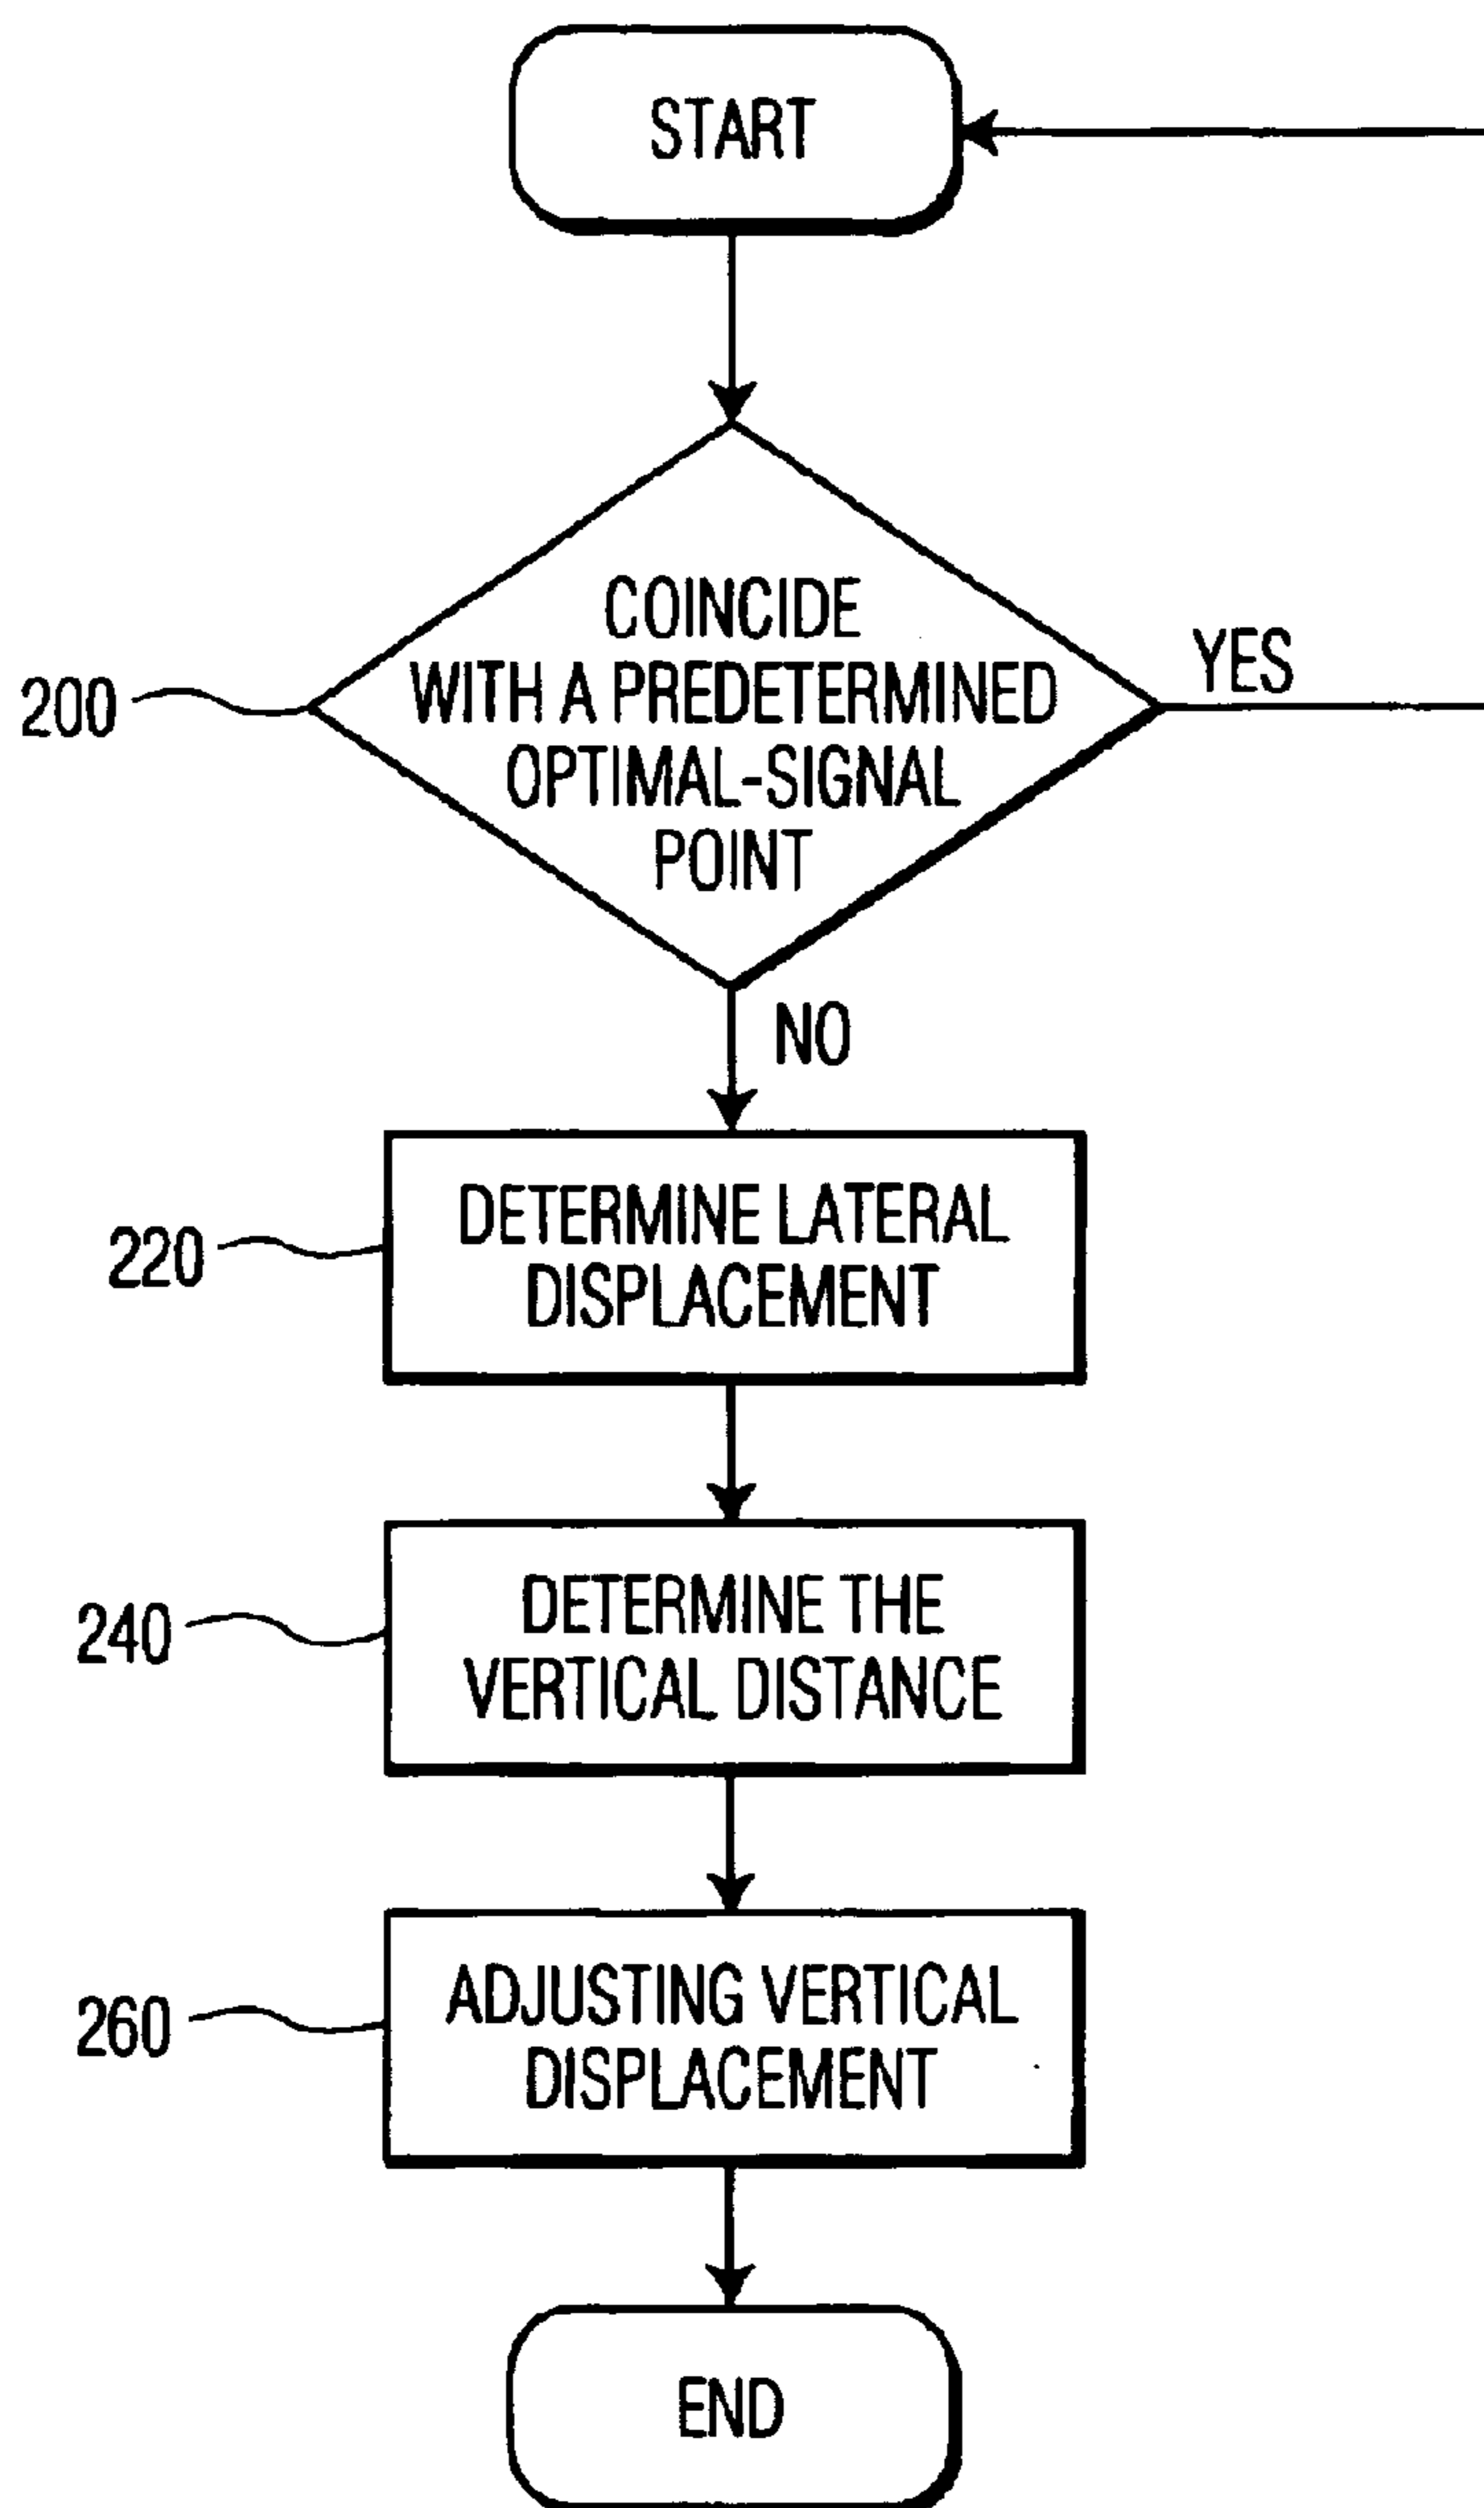 START
COINCIDE
WITH A PREDETERMINED
OPTIMAL-SIGNAL
POINT
YES
200
NO
DETERMINE LATERAL
DISPLACEMENT
220
DETERMINE THE
VERTICAL DISTANCE
240
ADJUSTING VERTICAL
DISPLACEMENT
260
END